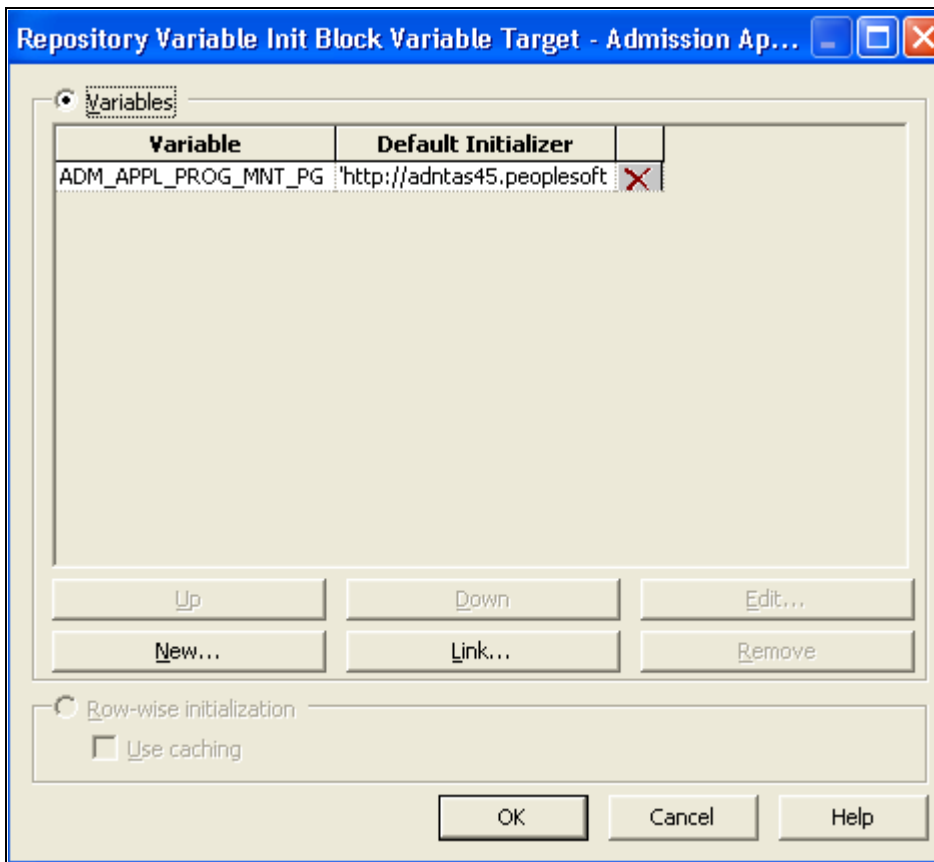 Repository Variable Init Block Variable Target - Admission Ap...
Variables
Variable Default Initializer
ADM_APPL_PROG_MNT_PG 'http://adntas45.peoplesoft
Up Down Edit...
New... Link... Remove
Row-wise initialization
Use caching
OK Cancel Help